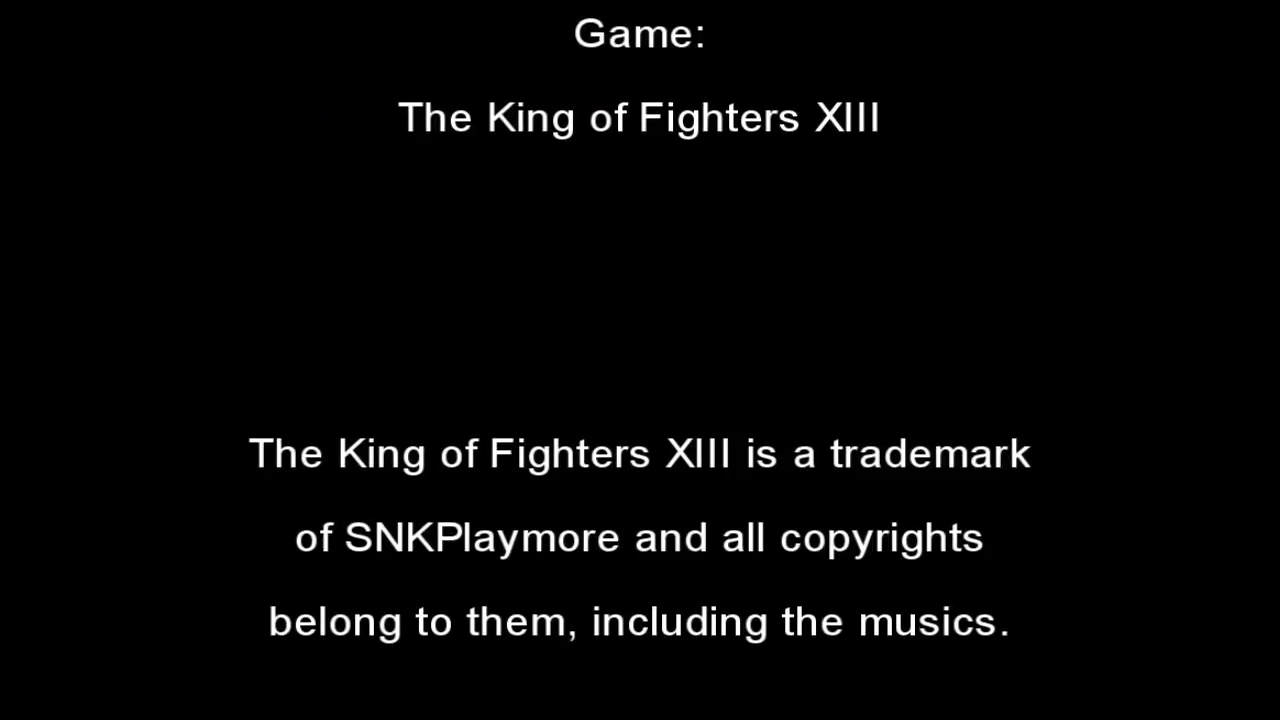 Game:
The King of Fighters XIII
The King of Fighters XIII is a trademark
of SNKPlaymore and all copyrights
belong to them, including the musics.